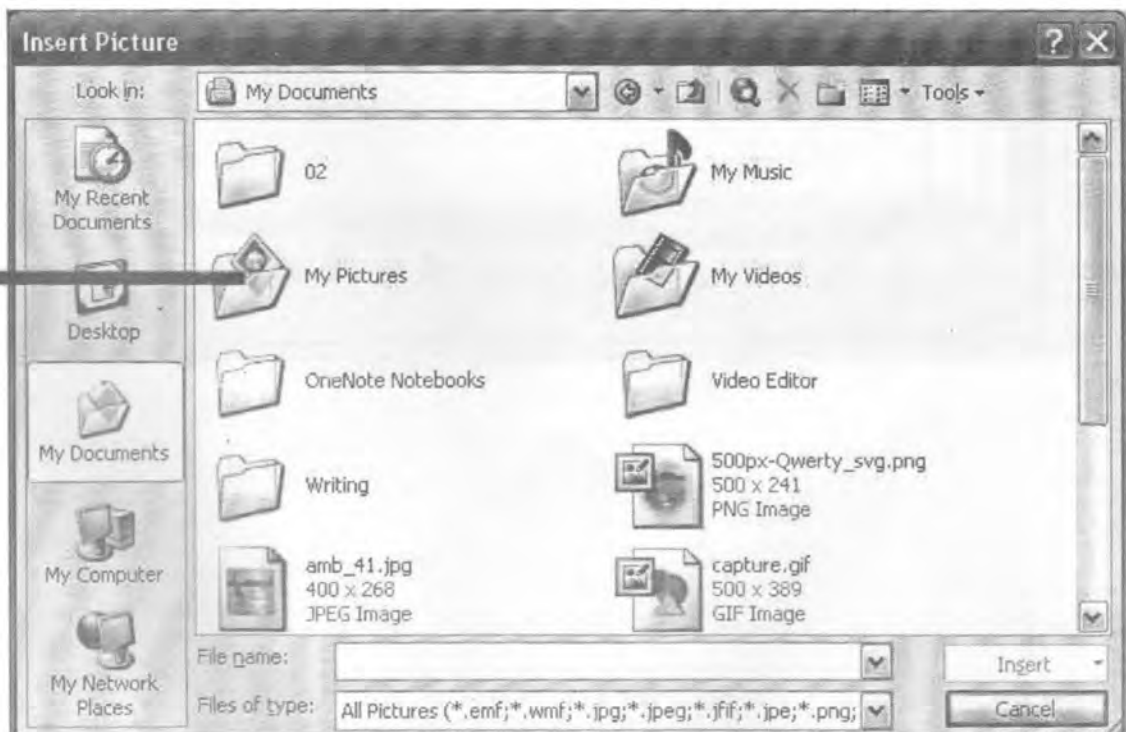 Insert Picture
Look in:
My Documents
Tools
My Recent
Documents
Desktop
My Documents
My Computer
My Network
Places
02
My Music
My Pictures
My Videos
OneNote Notebooks
Video Editor
Writing
500px-Qwerty_svg.png
500 x 241
PNG Image
amb_41.jpg
400 x 268
JPEG Image
capture.gif
500 x 389
GIF Image
File name:
Insert
Files of type:
All Pictures (*.emf;*.wmf;*.jpg;*.jpeg;*.jfif;*.jpe;*.png;
Cancel